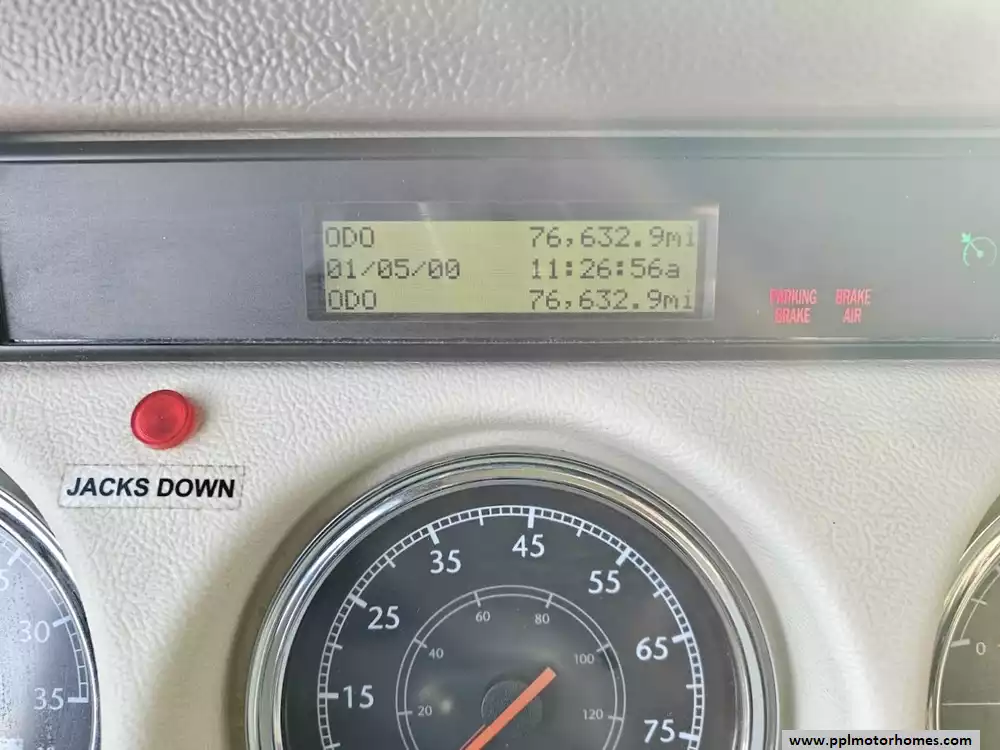 ODO 76,632.9mi
01/05/00 11:26:56a
ODO 76,632.9mi
PARKING BRAKE
BRAKE AIR
JACKS DOWN
15 25 35 45 55 65 75
20 40 60 80 100 120
30
35
0
www.pplmotorhomes.com